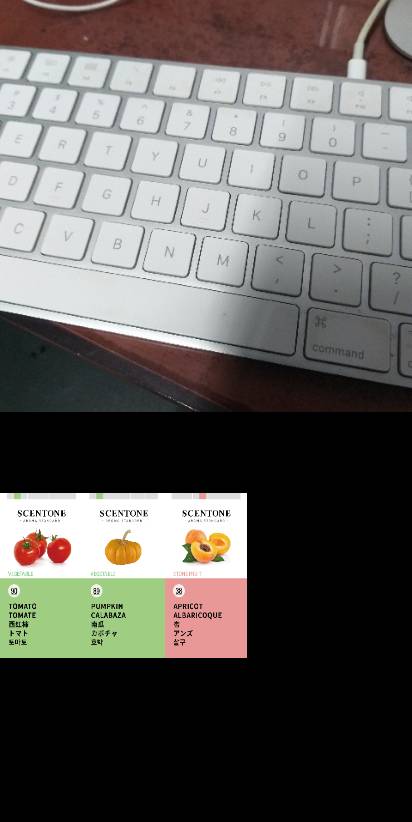 3 4 5 6 7 8 9 0
# $ % ^ & * ( )
E R T Y U I O P
D F G H J K L : ;
C V B N M < , > . ? /
⌘
command
SCENTONE SCENTONE SCENTONE
VEGETABLE VEGETABLE STONE FRUIT
90 89 38
TOMATO PUMPKIN APRICOT
TOMATE CALABAZA ALBARICOQUE
西红柿 南瓜 杏
トマト カボチャ アンズ
토마토 호박 살구